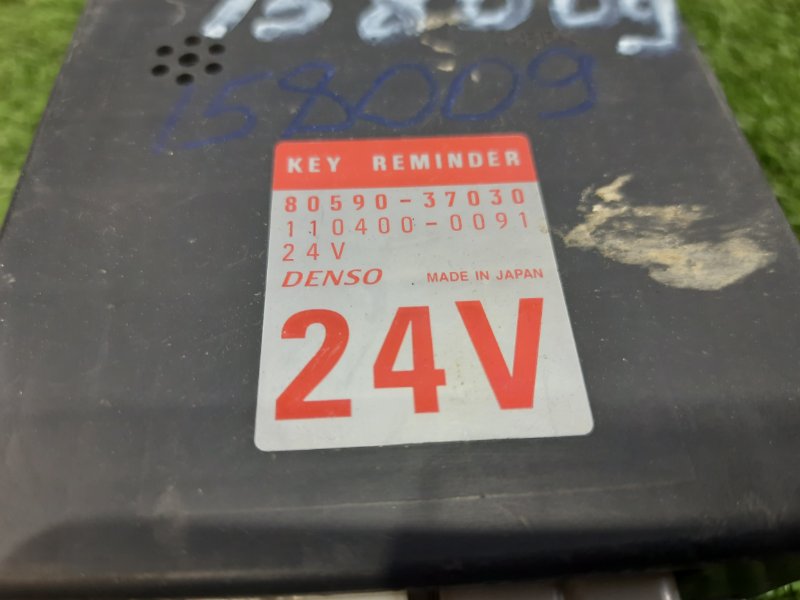 158009
158009
KEY REMINDER
80590-37030
110400-0091
24V
DENSO MADE IN JAPAN
24V